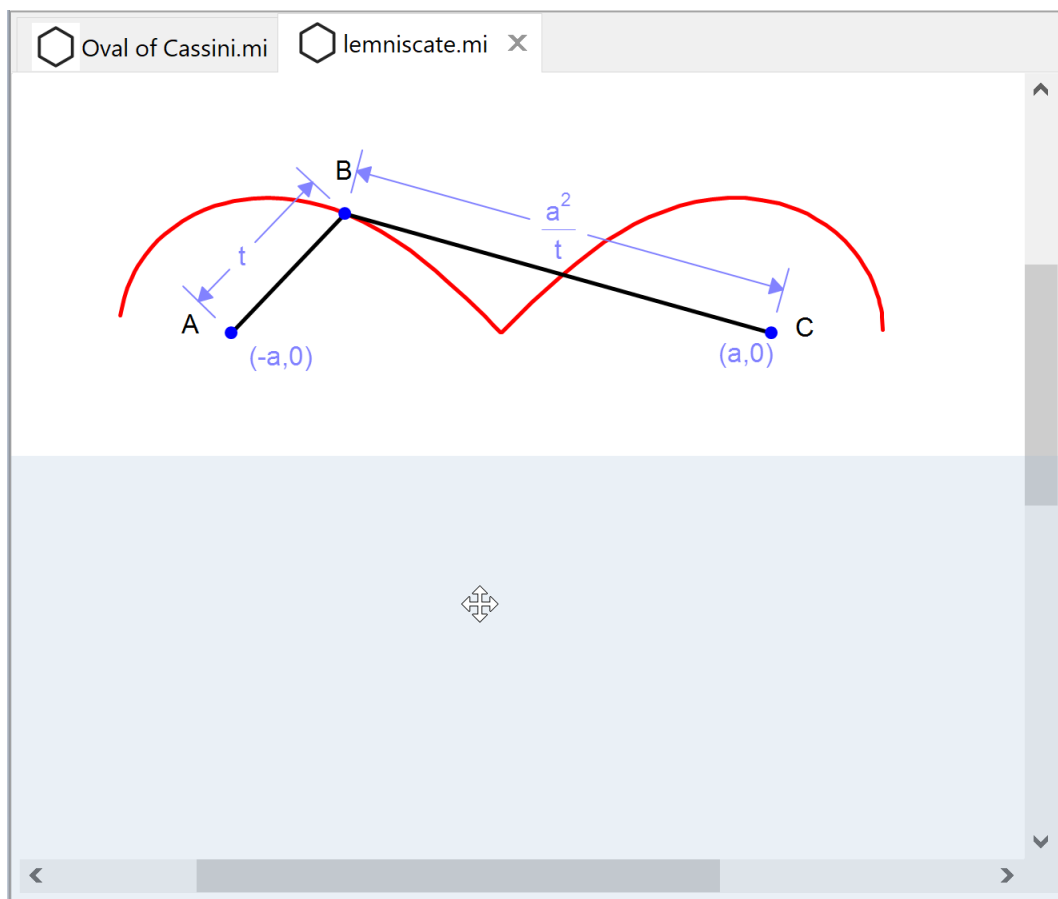 Oval of Cassini.mi
lemniscate.mi
B
a²
t
t
A
C
(-a,0)
(a,0)